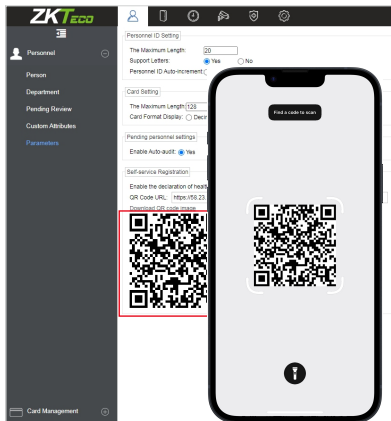 ZKTECO
Personnel
Person
Department
Pending Review
Custom Attributes
Parameters
Card Management
Personnel ID Setting
The Maximum Length: 20
Support Letters: Yes No
Personnel ID Auto-increment:
Card Setting
The Maximum Length: 128
Card Format Display:
Pending personnel settings
Enable Auto-audit: Yes
Self-service Registration
Enable the declaration of
QR Code URL: https://58.23.
Download QR code image
Find a code to scan